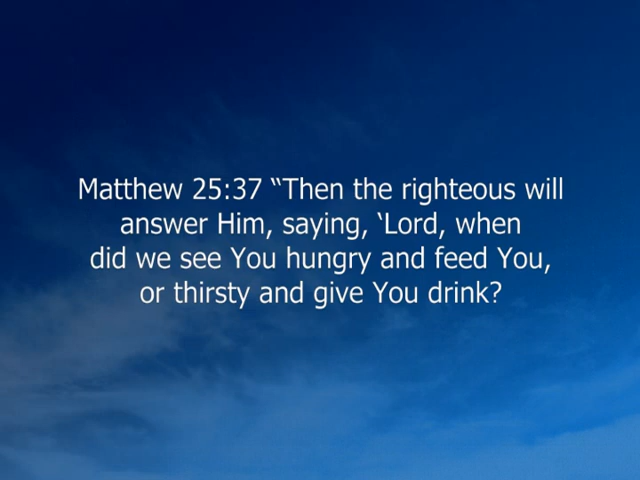 Matthew 25:37 “Then the righteous will
answer Him, saying, ‘Lord, when
did we see You hungry and feed You,
or thirsty and give You drink?